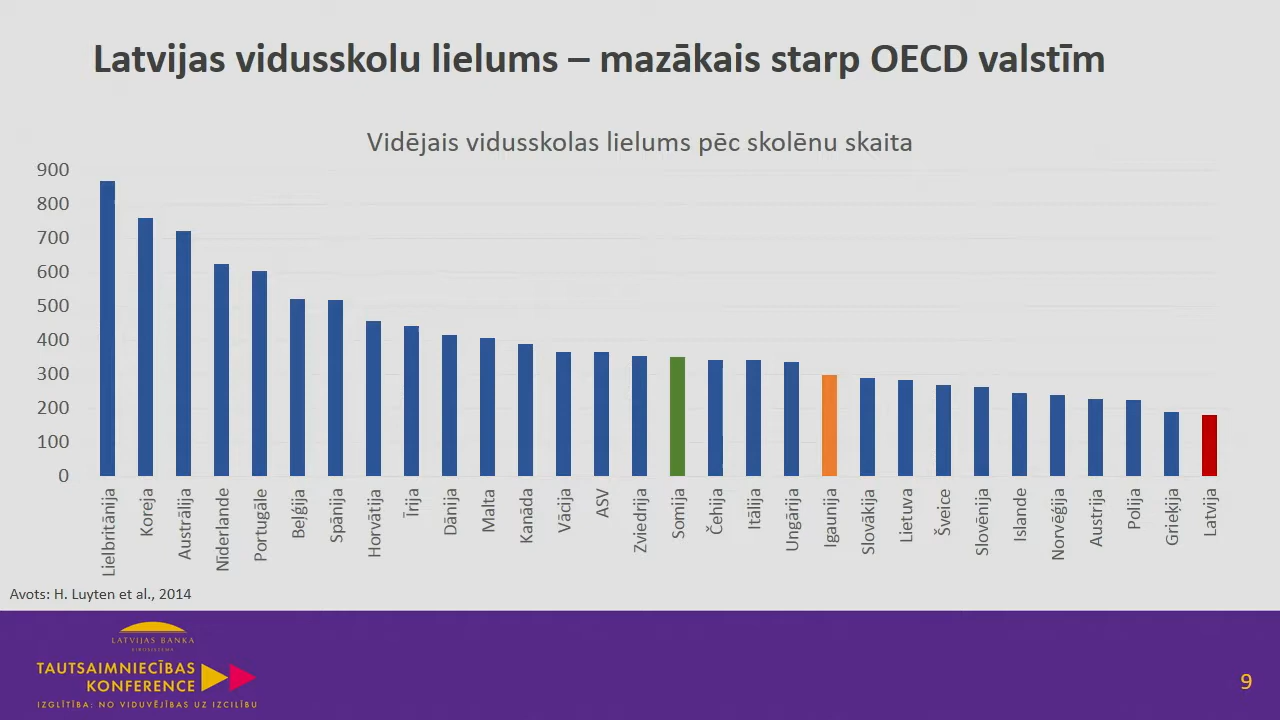 Latvijas vidusskolu lielums – mazākais starp OECD valstīm
Vidējais vidusskolas lielums pēc skolēnu skaita
900
800
700
600
500
400
300
200
100
0
Lielbritānija
Koreja
Austrālija
Nīderlande
Portugāle
Beļģija
Spānija
Horvātija
Īrija
Dānija
Malta
Kanāda
Vācija
ASV
Zviedrija
Somija
Čehija
Itālija
Ungārija
Igaunija
Slovākija
Lietuva
Šveice
Slovēnija
Islande
Norvēģija
Austrija
Polija
Grieķija
Latvija
Avots: H. Luyten et al., 2014
LATVIJAS BANKA
EIROSISTĒMA
TAUTSAIMNIECĪBAS
KONFERENCE
IZGLĪTĪBA: NO VIDUVĒJĪBAS UZ IZCILĪBU
9